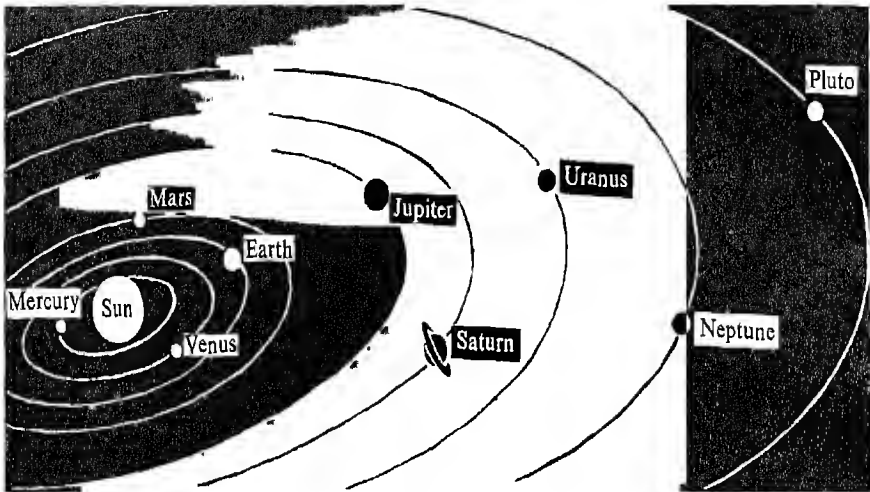 Pluto
Uranus
Mars
Jupiter
Earth
Mercury
Sun
Venus
Saturn
Neptune